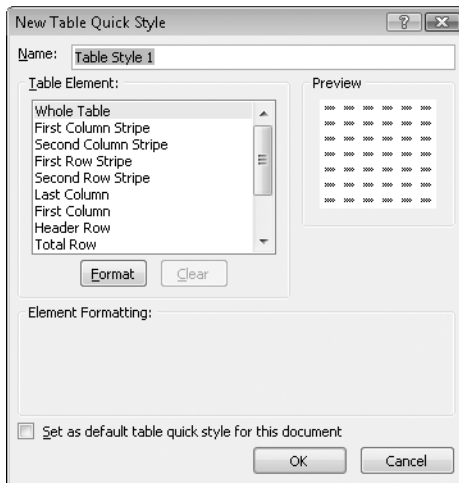 New Table Quick Style
Name: Table Style 1
Table Element:
Whole Table
First Column Stripe
Second Column Stripe
First Row Stripe
Second Row Stripe
Last Column
First Column
Header Row
Total Row
Format Clear
Preview
Element Formatting:
Set as default table quick style for this document
OK Cancel